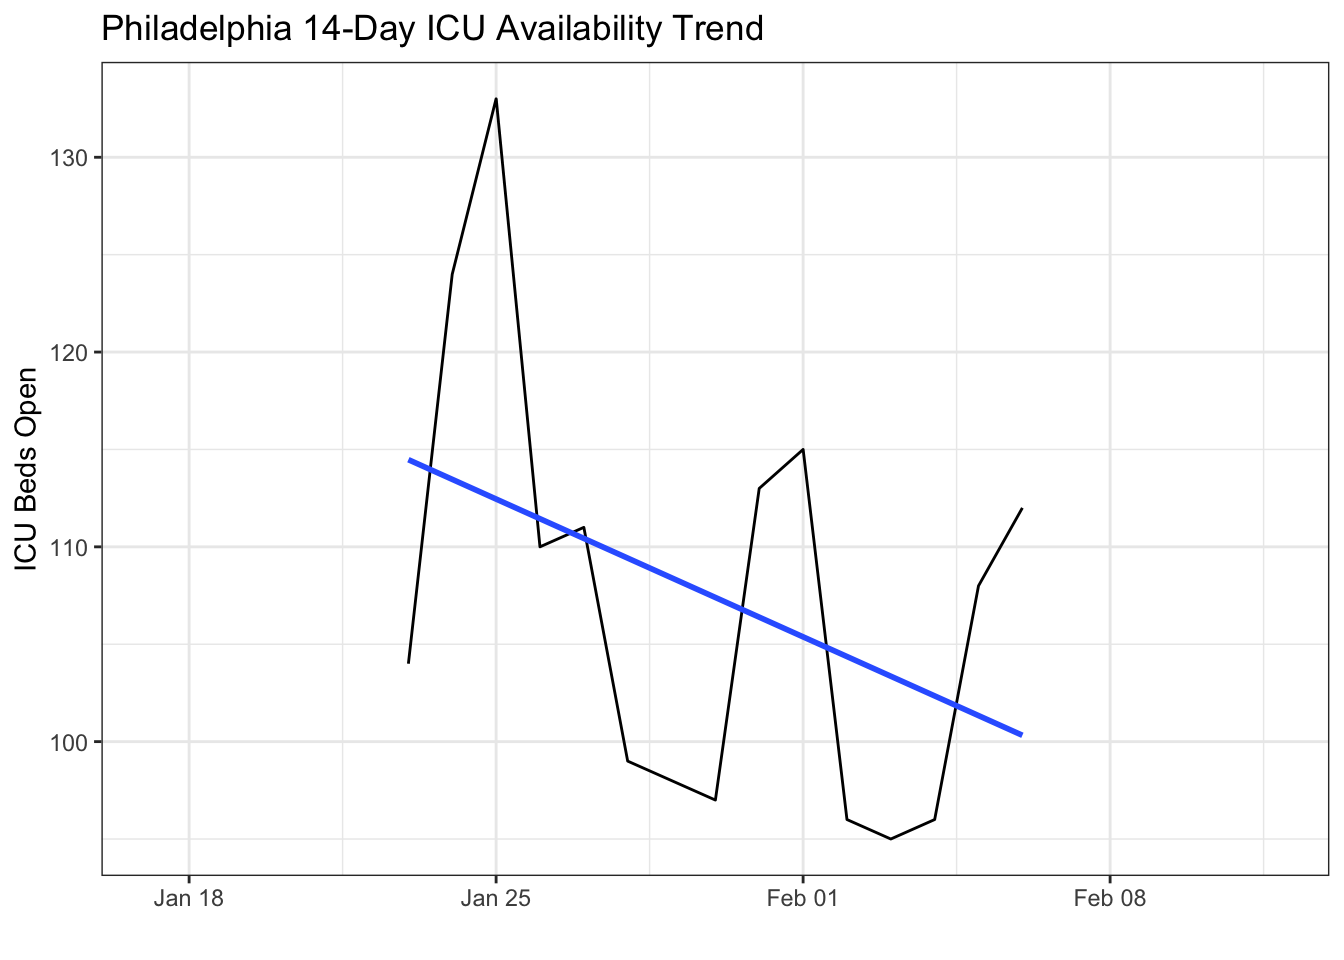 Philadelphia 14-Day ICU Availability Trend
ICU Beds Open
130
120
110
100
Jan 18
Jan 25
Feb 01
Feb 08